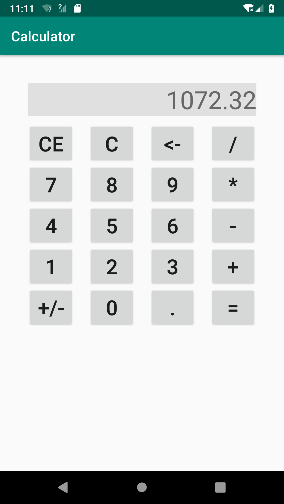 11:11
Calculator
1072.32
CE C <- /
7 8 9 *
4 5 6 -
1 2 3 +
+/- 0 . =